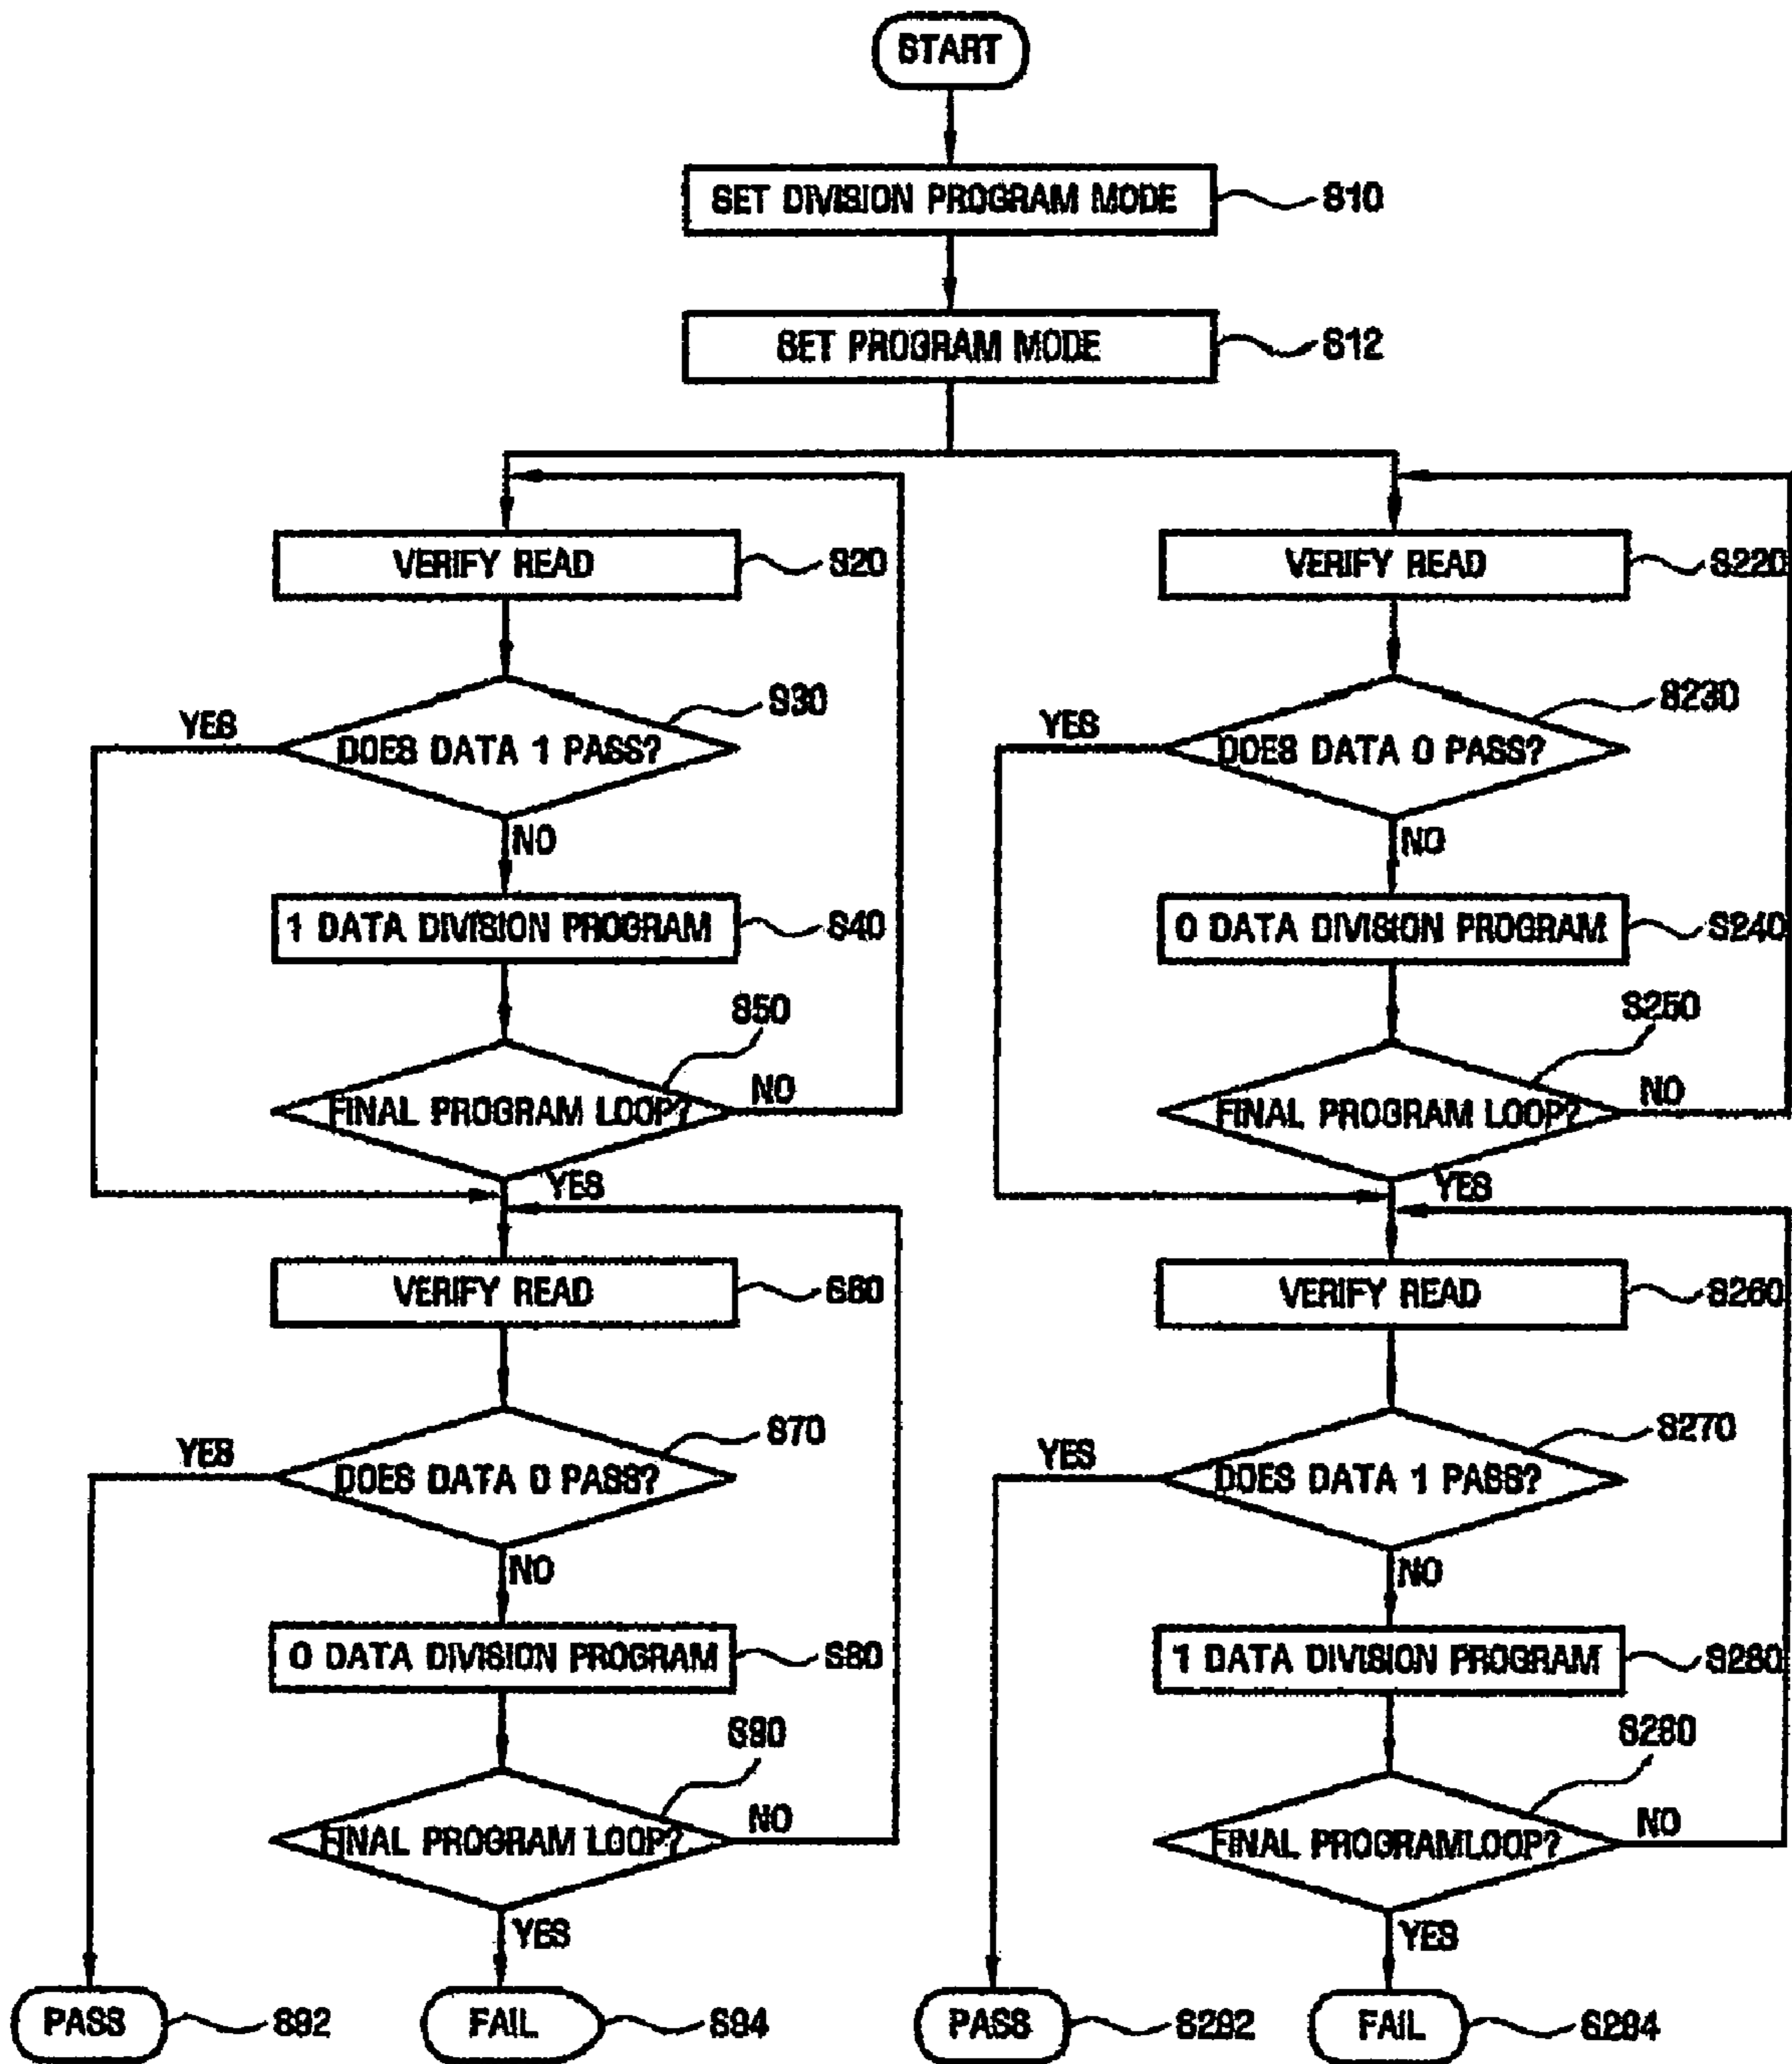 START
SET DIVISION PROGRAM MODE S10
SET PROGRAM MODE S12
VERIFY READ S20
S30
YES
DOES DATA 1 PASS?
NO
1 DATA DIVISION PROGRAM S40
S50
FINAL PROGRAM LOOP?
NO
YES
VERIFY READ S60
S70
YES
DOES DATA 0 PASS?
NO
0 DATA DIVISION PROGRAM S80
S90
FINAL PROGRAM LOOP?
NO
YES
PASS S92
FAIL S94
VERIFY READ S220
S230
YES
DOES DATA 0 PASS?
NO
0 DATA DIVISION PROGRAM S240
S250
FINAL PROGRAM LOOP?
NO
YES
VERIFY READ S260
S270
YES
DOES DATA 1 PASS?
NO
1 DATA DIVISION PROGRAM S280
S290
FINAL PROGRAMLOOP?
NO
YES
PASS S292
FAIL S294